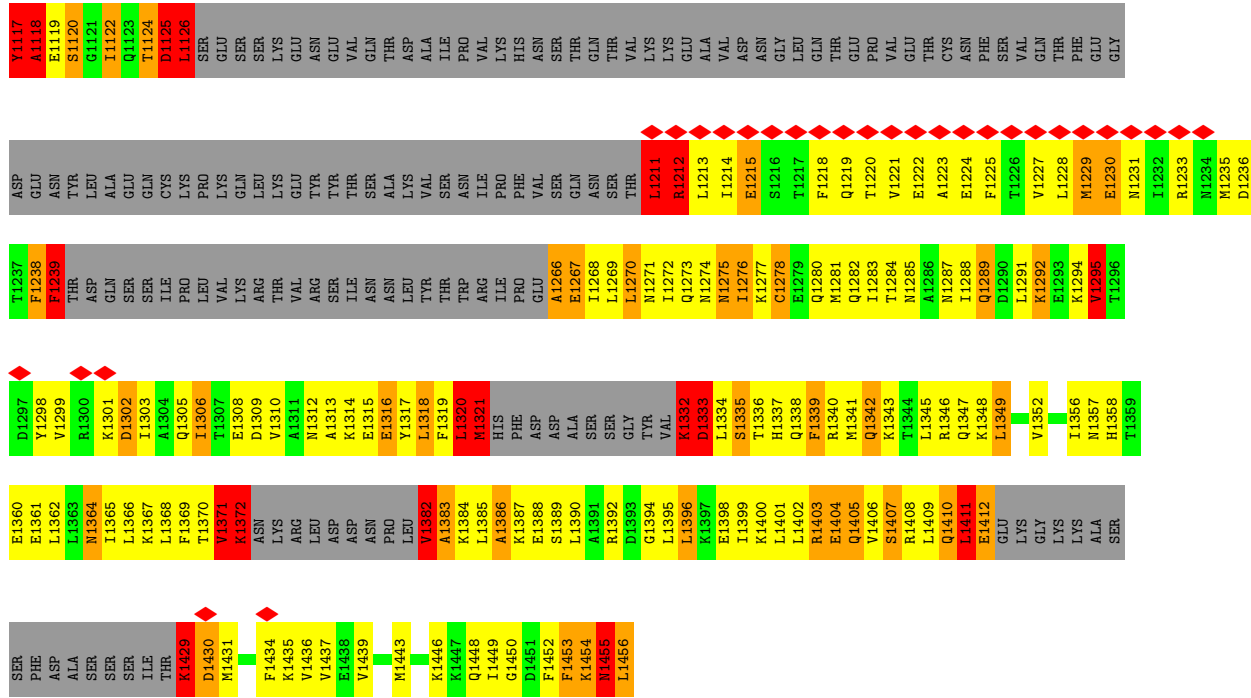 Y1117 A1118 E1119 S1120 G1121 I1122 Q1123 T1124 D1125 L1126 SER GLU SER SER LYS GLU ASN GLU VAL GLN THR ASP ALA ILE PRO VAL LYS HIS ASN SER THR GLN THR VAL LYS LYS GLU ALA VAL ASP ASN GLY LEU GLN THR GLU PRO VAL GLU THR CYS ASN PHE SER VAL GLN THR PHE GLU GLY
ASP GLU ASN TYR LEU ALA GLU GLN CYS LYS PRO LYS GLN LEU LYS GLU TYR TYR THR SER ALA LYS VAL SER ASN ILE PRO PHE VAL SER GLN ASN SER THR L1211 R1212 L1213 I1214 E1215 S1216 T1217 F1218 Q1219 T1220 V1221 E1222 A1223 E1224 F1225 T1226 V1227 L1228 M1229 E1230 N1231 I1232 R1233 N1234 M1235 D1236
T1237 F1238 F1239 THR ASP GLN SER SER ILE PRO LEU VAL LYS ARG THR VAL ARG SER ILE ASN ASN LEU TYR THR TRP ARG ILE PRO GLU A1266 E1267 I1268 L1269 L1270 N1271 I1272 Q1273 N1274 N1275 I1276 K1277 C1278 E1279 Q1280 M1281 Q1282 I1283 T1284 N1285 A1286 N1287 I1288 Q1289 D1290 L1291 K1292 E1293 K1294 V1295 T1296
D1297 Y1298 V1299 R1300 K1301 D1302 I1303 A1304 Q1305 I1306 T1307 E1308 D1309 V1310 A1311 N1312 A1313 K1314 E1315 E1316 Y1317 L1318 F1319 L1320 M1321 HIS PHE ASP ASP ALA SER SER GLY TYR VAL K1332 D1333 L1334 S1335 T1336 H1337 Q1338 F1339 R1340 M1341 Q1342 K1343 T1344 L1345 R1346 Q1347 K1348 L1349 V1352 I1356 N1357 H1358 T1359
E1360 E1361 L1362 L1363 N1364 I1365 L1366 K1367 L1368 F1369 T1370 V1371 K1372 ASN LYS ARG LEU ASP ASP ASN PRO LEU V1382 A1383 K1384 L1385 A1386 K1387 E1388 S1389 L1390 A1391 R1392 D1393 G1394 L1395 L1396 K1397 E1398 I1399 K1400 L1401 L1402 R1403 E1404 Q1405 V1406 S1407 R1408 L1409 Q1410 L1411 E1412 GLU LYS GLY LYS LYS ALA SER
SER PHE ASP ALA SER SER SER ILE THR K1429 D1430 M1431 F1434 K1435 V1436 V1437 E1438 V1439 M1443 K1446 K1447 Q1448 I1449 G1450 D1451 F1452 F1453 K1454 N1455 L1456